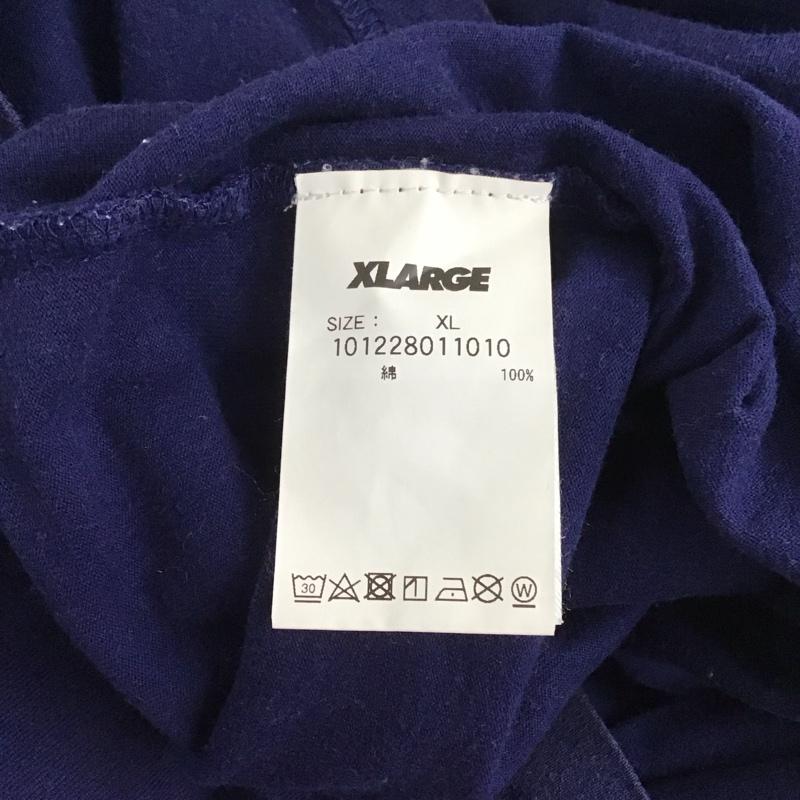 XLARGE
SIZE : XL
101228011010
綿 100%
30 W